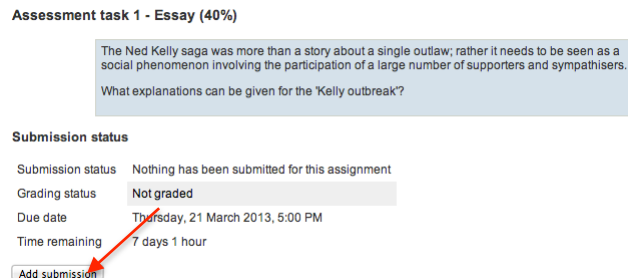 Assessment task 1 - Essay (40%)
The Ned Kelly saga was more than a story about a single outlaw; rather it needs to be seen as a
social phenomenon involving the participation of a large number of supporters and sympathisers.
What explanations can be given for the 'Kelly outbreak'?
Submission status
Submission status Nothing has been submitted for this assignment
Grading status Not graded
Due date Thursday, 21 March 2013, 5:00 PM
Time remaining 7 days 1 hour
Add submission